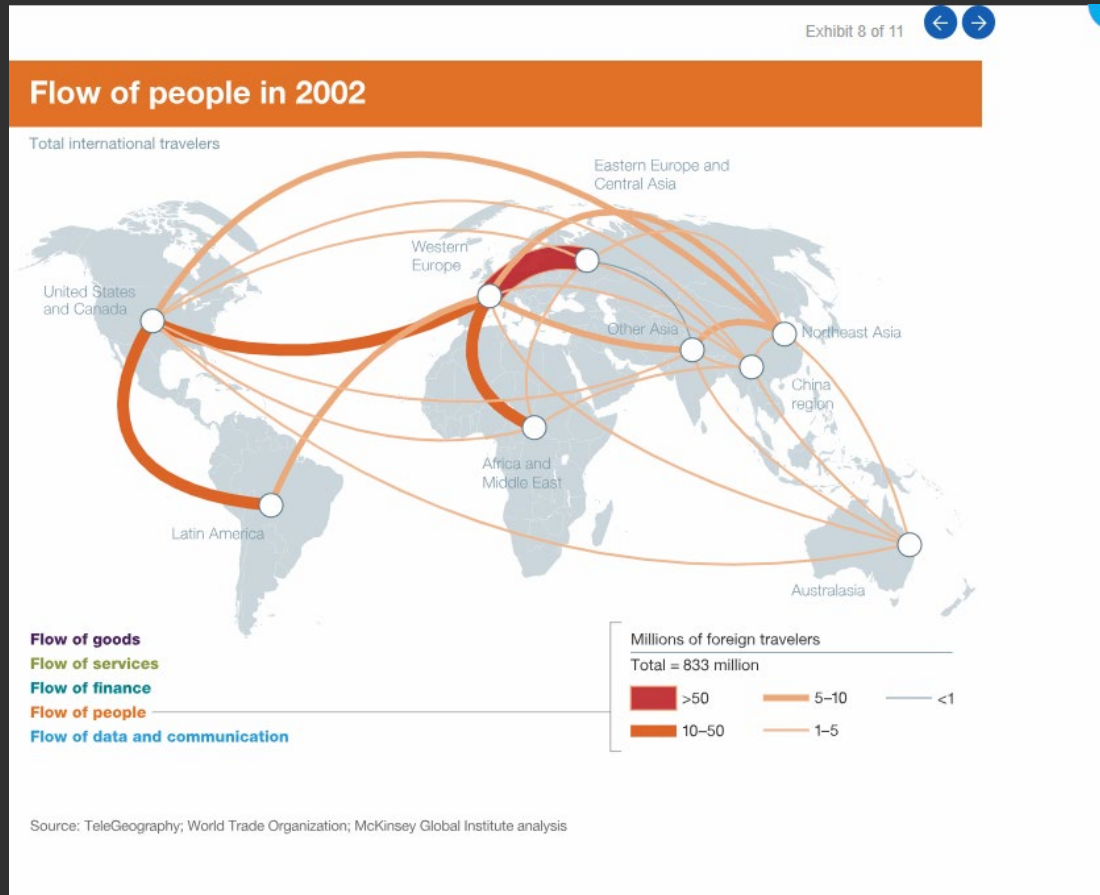 Exhibit 8 of 11
Flow of people in 2002
Total international travelers
Eastern Europe and
Central Asia
Western
Europe
United States
and Canada
Other Asia
Northeast Asia
China
region
Africa and
Middle East
Latin America
Australasia
Flow of goods
Flow of services
Flow of finance
Flow of people
Flow of data and communication
Millions of foreign travelers
Total = 833 million
>50
5–10
<1
10–50
1–5
Source: TeleGeography; World Trade Organization; McKinsey Global Institute analysis